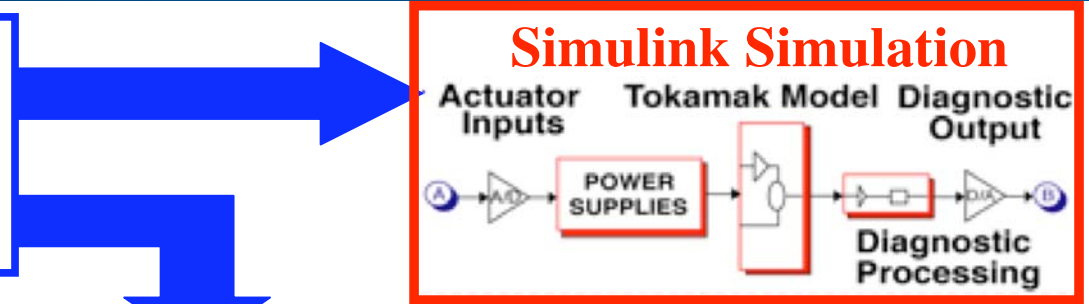 Simulink Simulation
Actuator
Inputs
Tokamak Model
Diagnostic
Output
A
A/D
POWER
SUPPLIES
D/A
B
Diagnostic
Processing